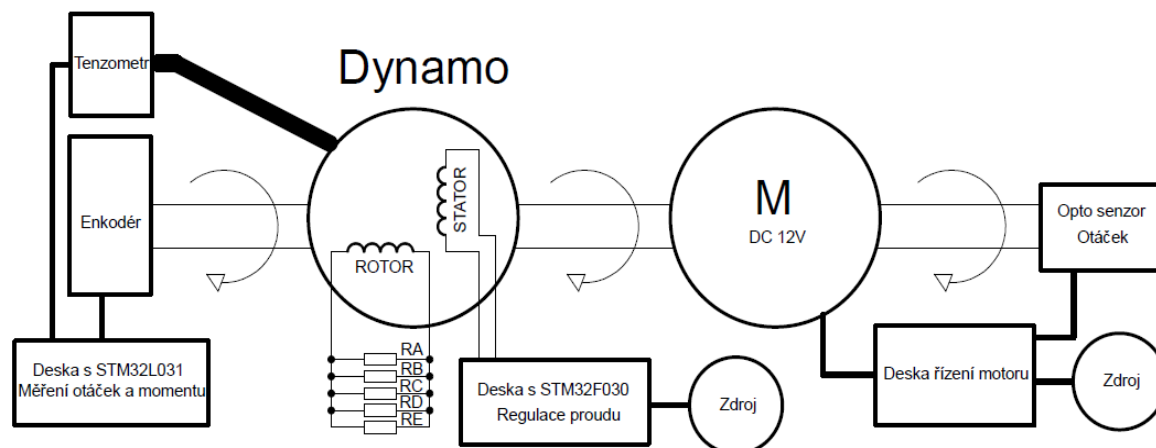 Tenzometr
Dynamo
Enkodér
STATOR
ROTOR
M
DC 12V
Opto senzor
Otáček
RA
RB
RC
RD
RE
Deska s STM32L031
Měření otáček a momentu
Deska s STM32F030
Regulace proudu
Zdroj
Deska řízení motoru
Zdroj